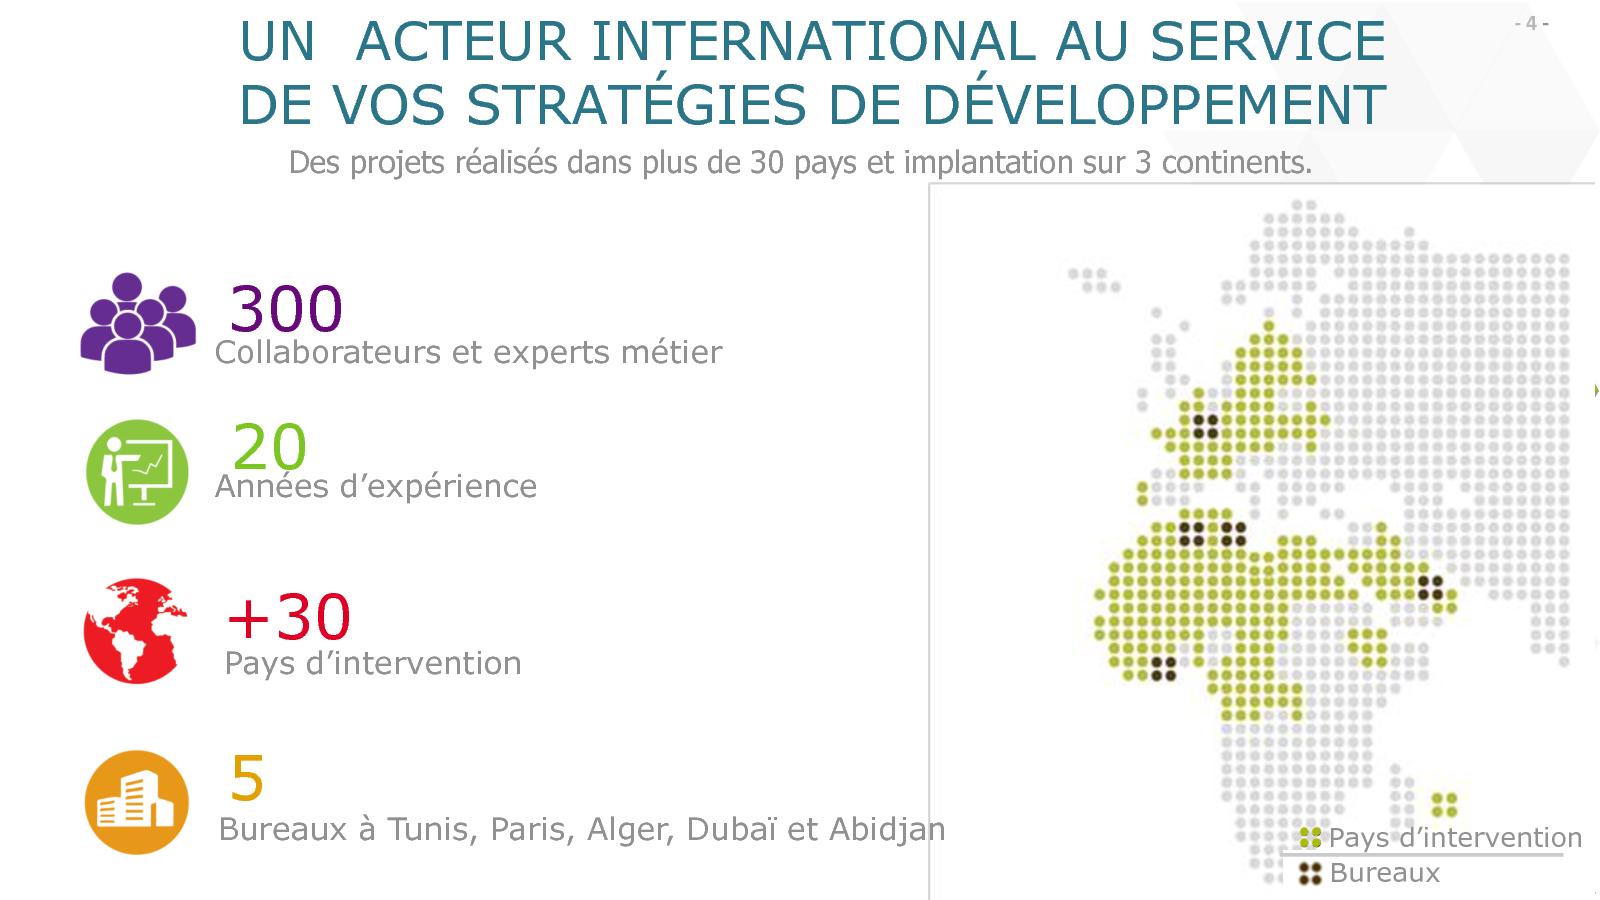 UN ACTEUR INTERNATIONAL AU SERVICE
DE VOS STRATÉGIES DE DÉVELOPPEMENT
- 4 -
Des projets réalisés dans plus de 30 pays et implantation sur 3 continents.
300
Collaborateurs et experts métier
20
Années d’expérience
+30
Pays d’intervention
5
Bureaux à Tunis, Paris, Alger, Dubaï et Abidjan
Pays d’intervention
Bureaux